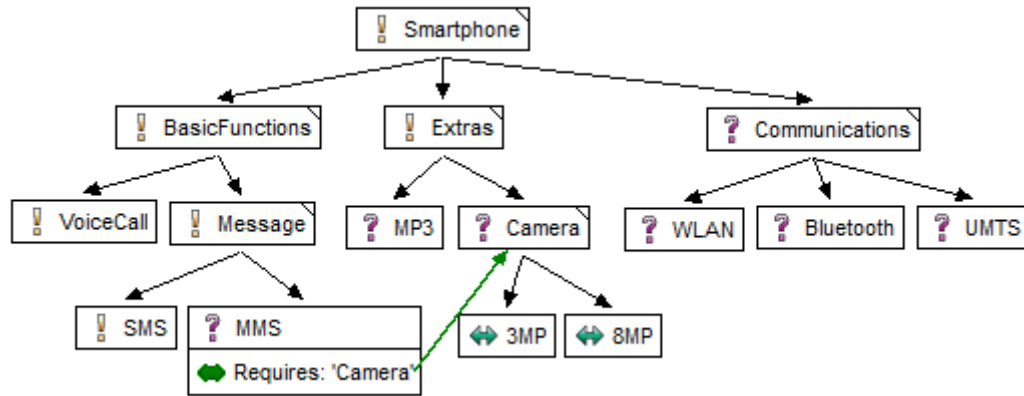 Smartphone
BasicFunctions
Extras
Communications
VoiceCall
Message
MP3
Camera
WLAN
Bluetooth
UMTS
SMS
MMS
3MP
8MP
Requires: 'Camera'